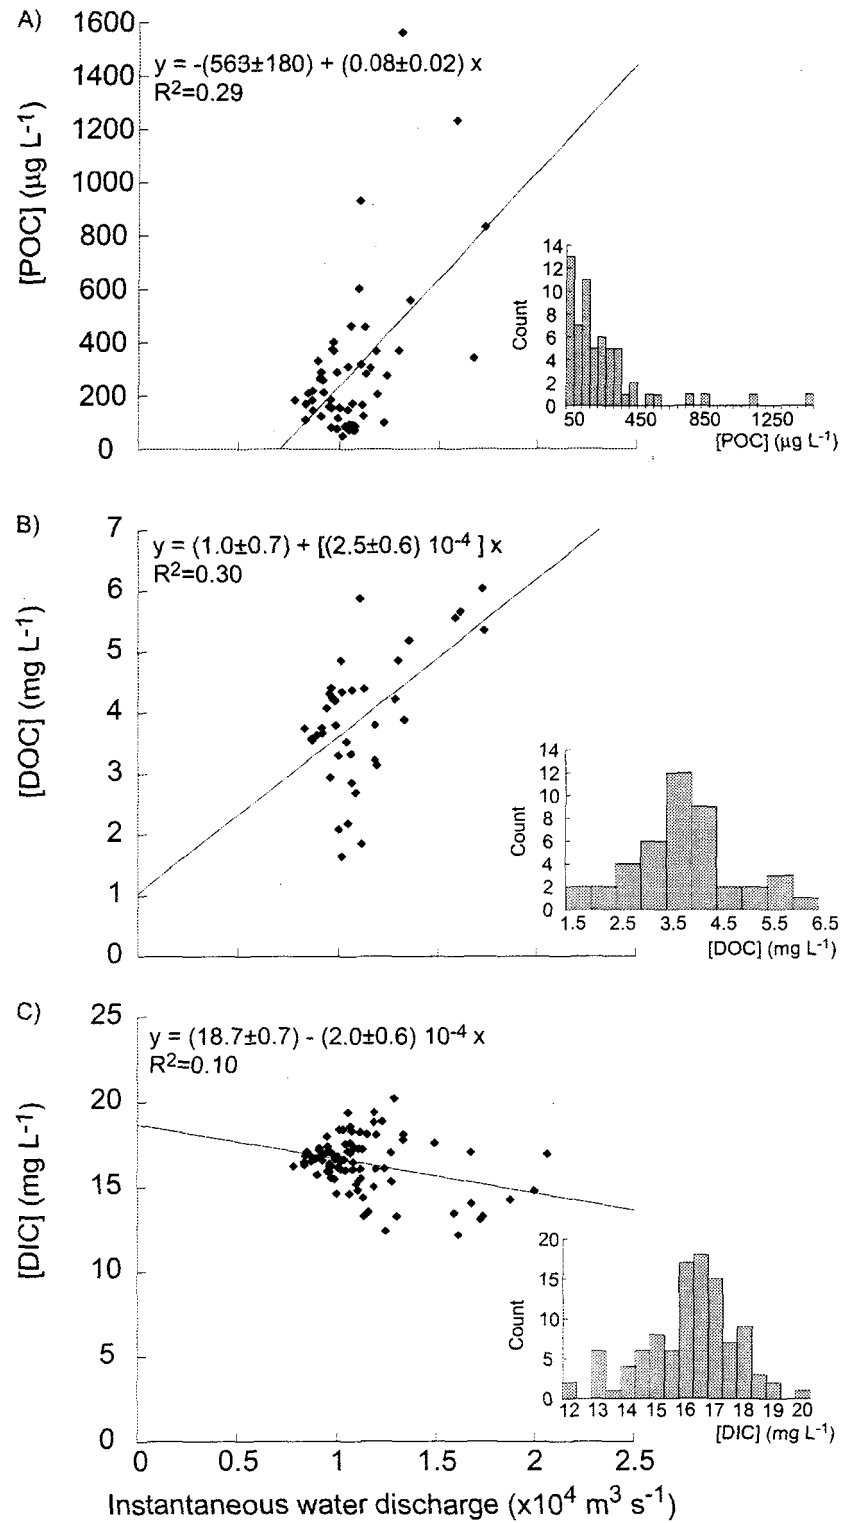 A)
[POC] (µg L⁻¹)
1600
1400
1200
1000
800
600
400
200
0
y = -(563±180) + (0.08±0.02) x
R²=0.29
Count
14
12
10
8
6
4
2
0
50 450 850 1250
[POC] (µg L⁻¹)
B)
[DOC] (mg L⁻¹)
7
6
5
4
3
2
1
0
y = (1.0±0.7) + [(2.5±0.6) 10⁻⁴ ] x
R²=0.30
Count
14
12
10
8
6
4
2
0
1.5 2.5 3.5 4.5 5.5 6.5
[DOC] (mg L⁻¹)
C)
[DIC] (mg L⁻¹)
25
20
15
10
5
0
y = (18.7±0.7) - (2.0±0.6) 10⁻⁴ x
R²=0.10
Count
20
15
10
5
0
12 13 14 15 16 17 18 19 20
[DIC] (mg L⁻¹)
0 0.5 1 1.5 2 2.5
Instantaneous water discharge (x10⁴ m³ s⁻¹)